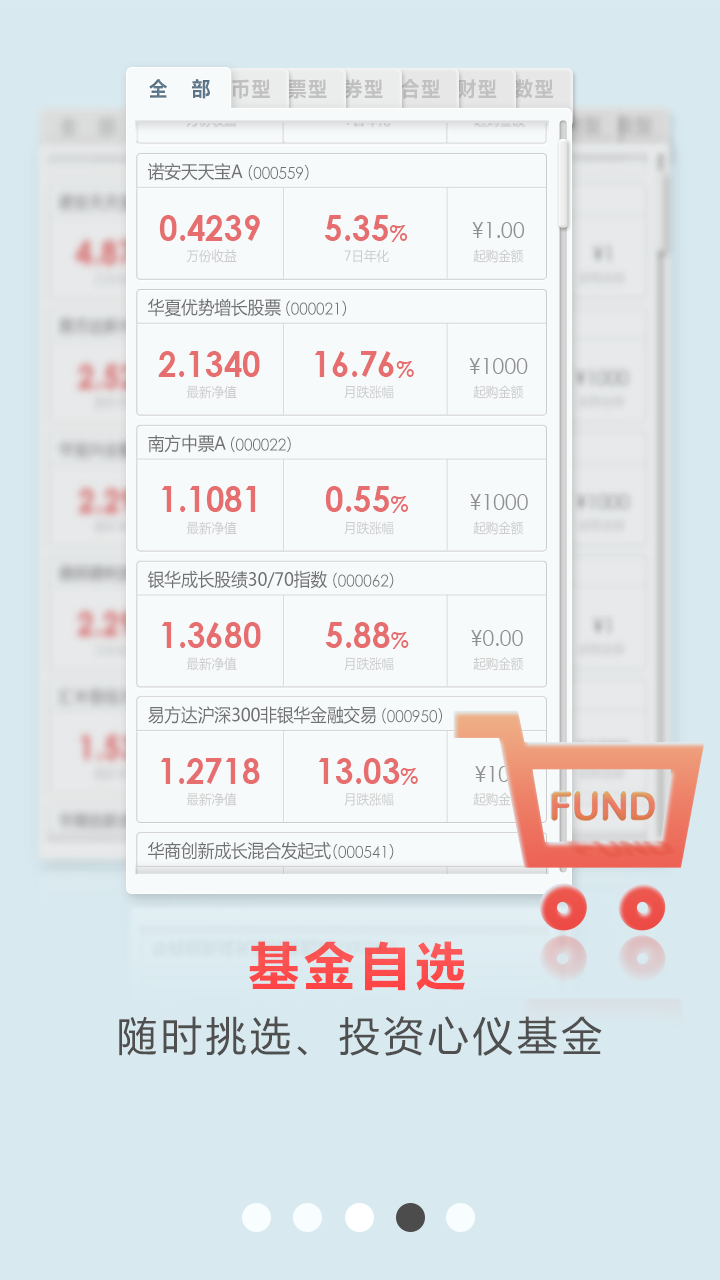 全 部 币型 票型 券型 合型 财型 数型
诺安天天宝A (000559)
0.4239 5.35% ¥1.00
万份收益 7日年化 起购金额
华夏优势增长股票 (000021)
2.1340 16.76% ¥1000
最新净值 月跌涨幅 起购金额
南方中票A (000022)
1.1081 0.55% ¥1000
最新净值 月跌涨幅 起购金额
银华成长股绩30/70指数 (000062)
1.3680 5.88% ¥0.00
最新净值 月跌涨幅 起购金额
易方达沪深300非银华金融交易 (000950)
1.2718 13.03% ¥10
最新净值 月跌涨幅 起购金
FUND
华商创新成长混合发起式(000541)
基金自选
随时挑选、投资心仪基金